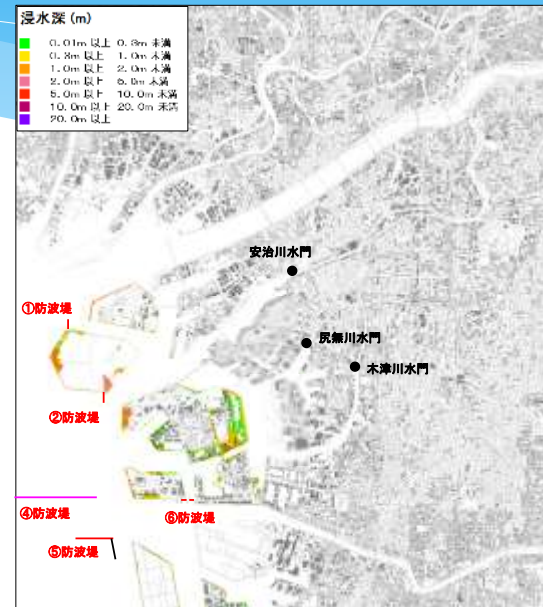 浸水深(m)
0.01m 以上 0.3m 未満
0.3m 以上 1.0m 未満
1.0m 以上 2.0m 未満
2.0m 以上 5.0m 未満
5.0m 以上 10.0m 未満
10.0m 以上 20.0m 未満
20.0m 以上
安治川水門
①防波堤
尻無川水門
木津川水門
②防波堤
④防波堤
⑥防波堤
⑤防波堤